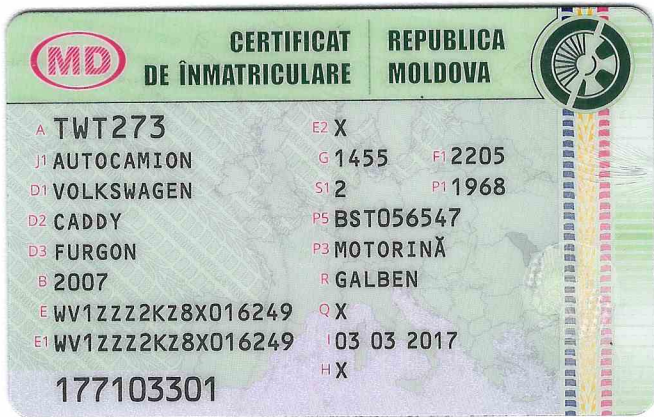 MD
CERTIFICAT
DE ÎNMATRICULARE
REPUBLICA
MOLDOVA
A TWT273
J1 AUTOCAMION
D1 VOLKSWAGEN
D2 CADDY
D3 FURGON
B 2007
E WV1ZZZ2KZ8X016249
E1 WV1ZZZ2KZ8X016249
177103301
E2 X
G 1455 F1 2205
S1 2 P1 1968
P5 BST056547
P3 MOTORINĂ
R GALBEN
Q X
I 03 03 2017
H X